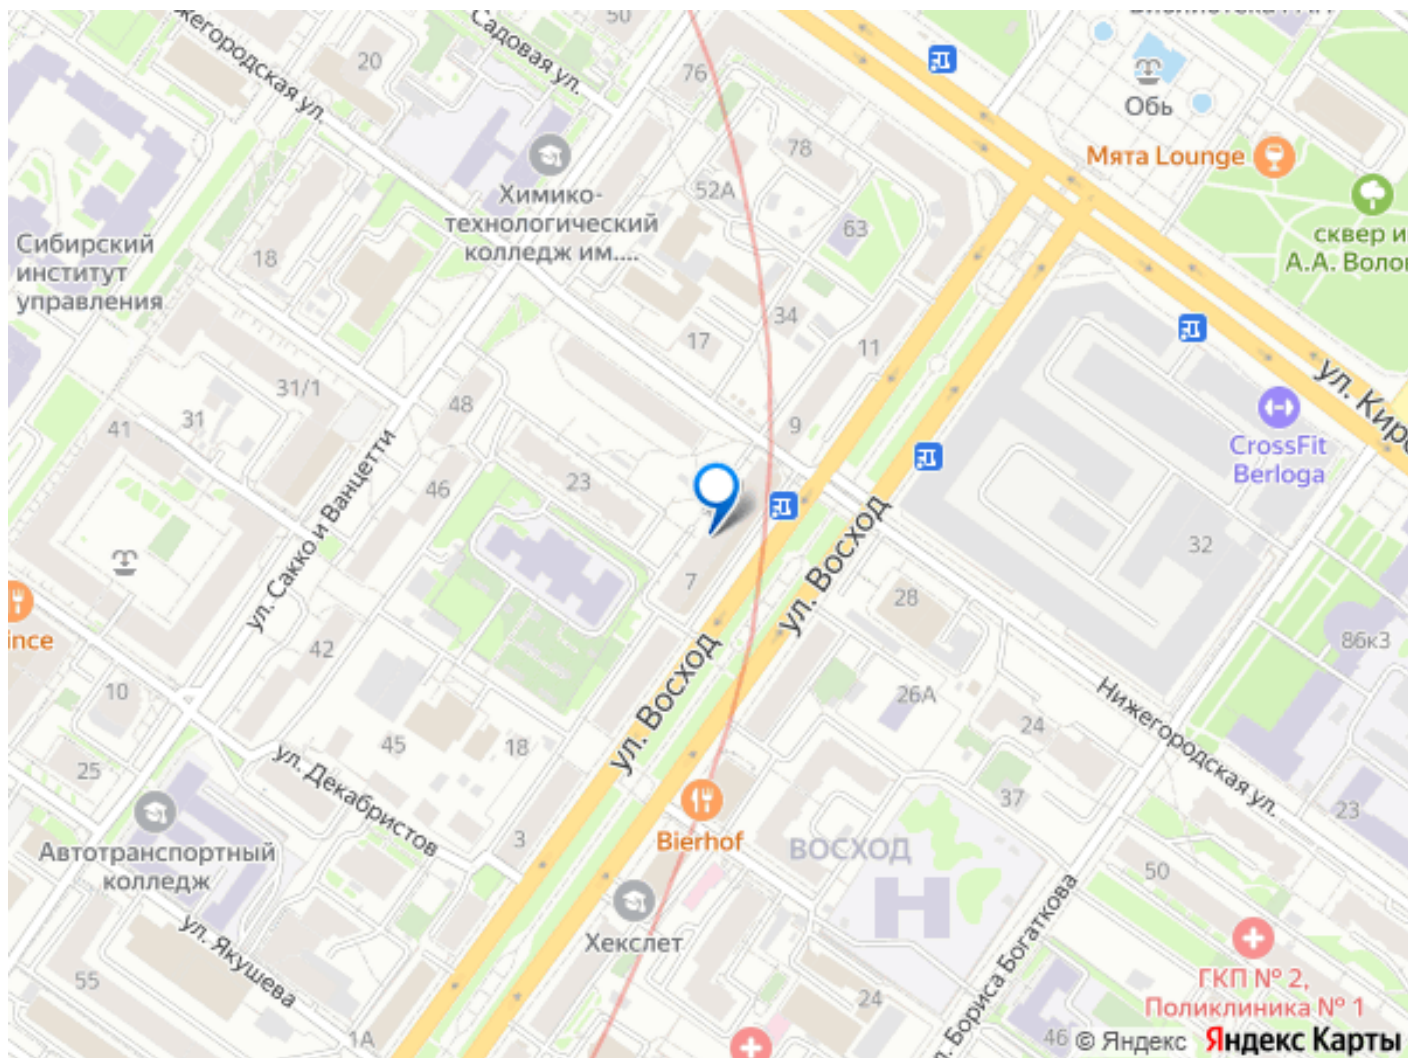 50
Садовая ул.
20
76
Обь
Мята Lounge
78
52А
Химико-
технологический
колледж им....
63
сквер и
Сибирский
институт
управления
18
34
17
11
31/1
48
31
41
9
ул. Сакко и Ванцетти
CrossFit
Berloga
46
23
ул. Восход
32
7
28
86к3
ince
42
10
ул. Восход
26А
Нижегородская ул.
24
45
18
25
ул. Декабристов
37
23
3
Bierhof
ВОСХОД
Автотранспортный
колледж
50
ул. Якушева
Хекслет
55
ГКП № 2,
Поликлиника № 1
24
1А
46
© Яндекс Яндекс Карты